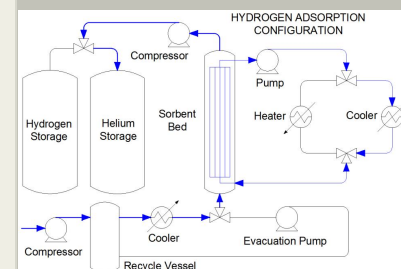 HYDROGEN ADSORPTION
CONFIGURATION
Compressor
Pump
Hydrogen
Storage
Helium
Storage
Sorbent
Bed
Heater
Cooler
Cooler
Evacuation Pump
Compressor
Recycle Vessel